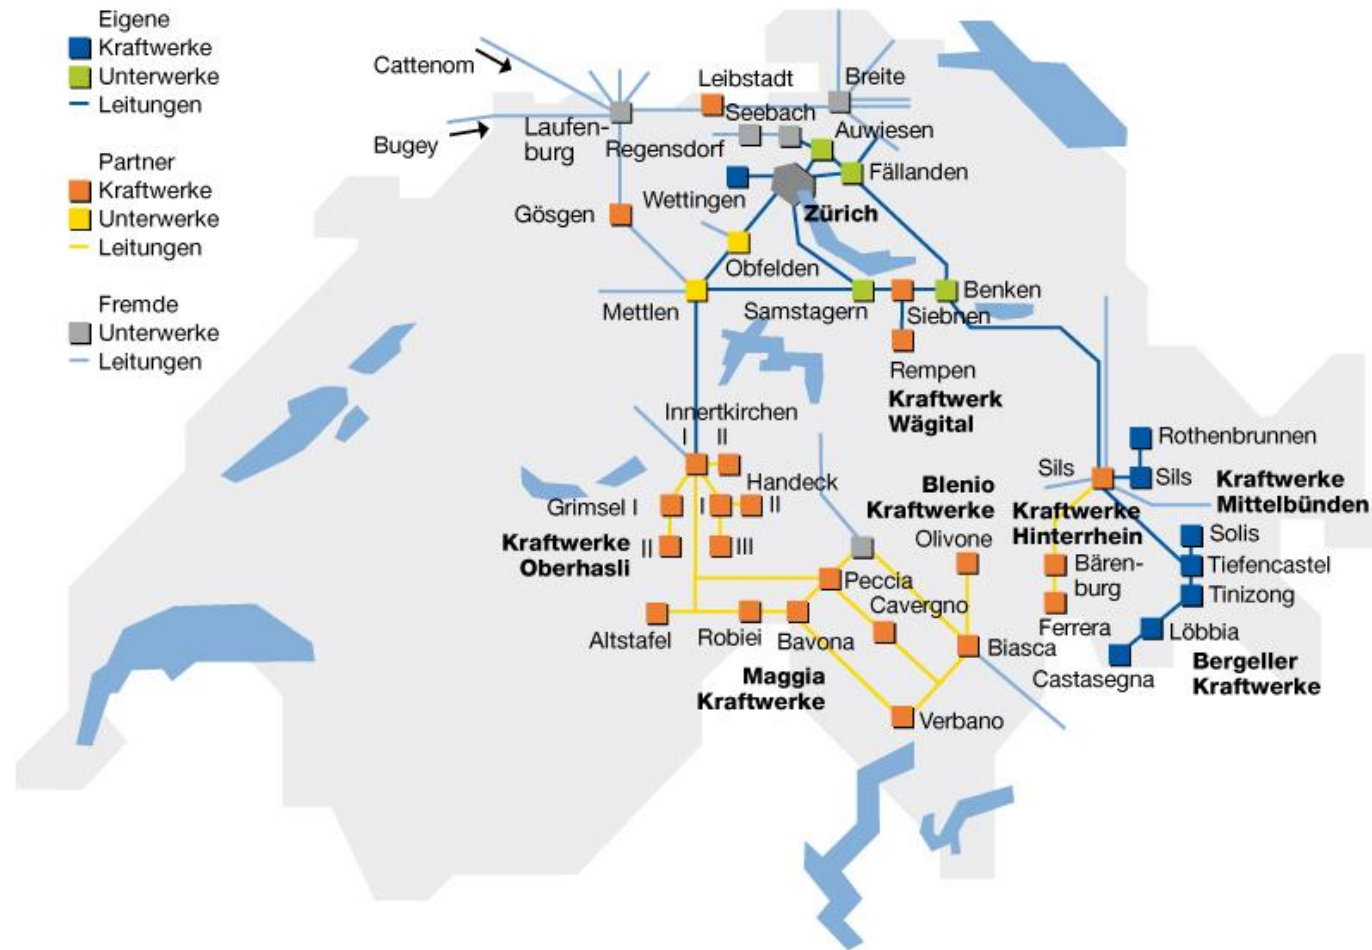 Eigene
Kraftwerke
Unterwerke
Leitungen
Partner
Kraftwerke
Unterwerke
Leitungen
Fremde
Unterwerke
Leitungen
Cattenom
Bugey
Laufen-
burg
Leibstadt
Breite
Seebach
Regensdorf
Auwiesen
Fällanden
Wettingen
Zürich
Gösgen
Obfelden
Mettlen
Samstagern
Siebnen
Benken
Rempen
Kraftwerk
Wägital
Innertkirchen
I II
Handeck
Grimsel I
I II
II
III
Kraftwerke
Oberhasli
Blenio
Kraftwerke
Olivone
Sils
Rothenbrunnen
Sils
Kraftwerke
Mittelbünden
Kraftwerke
Hinterrhein
Solis
Bären-
burg
Tiefencastel
Tinizong
Ferrera
Löbbia
Castasegna
Bergeller
Kraftwerke
Peccia
Cavergno
Altstafel
Robiei
Bavona
Biasca
Maggia
Kraftwerke
Verbano